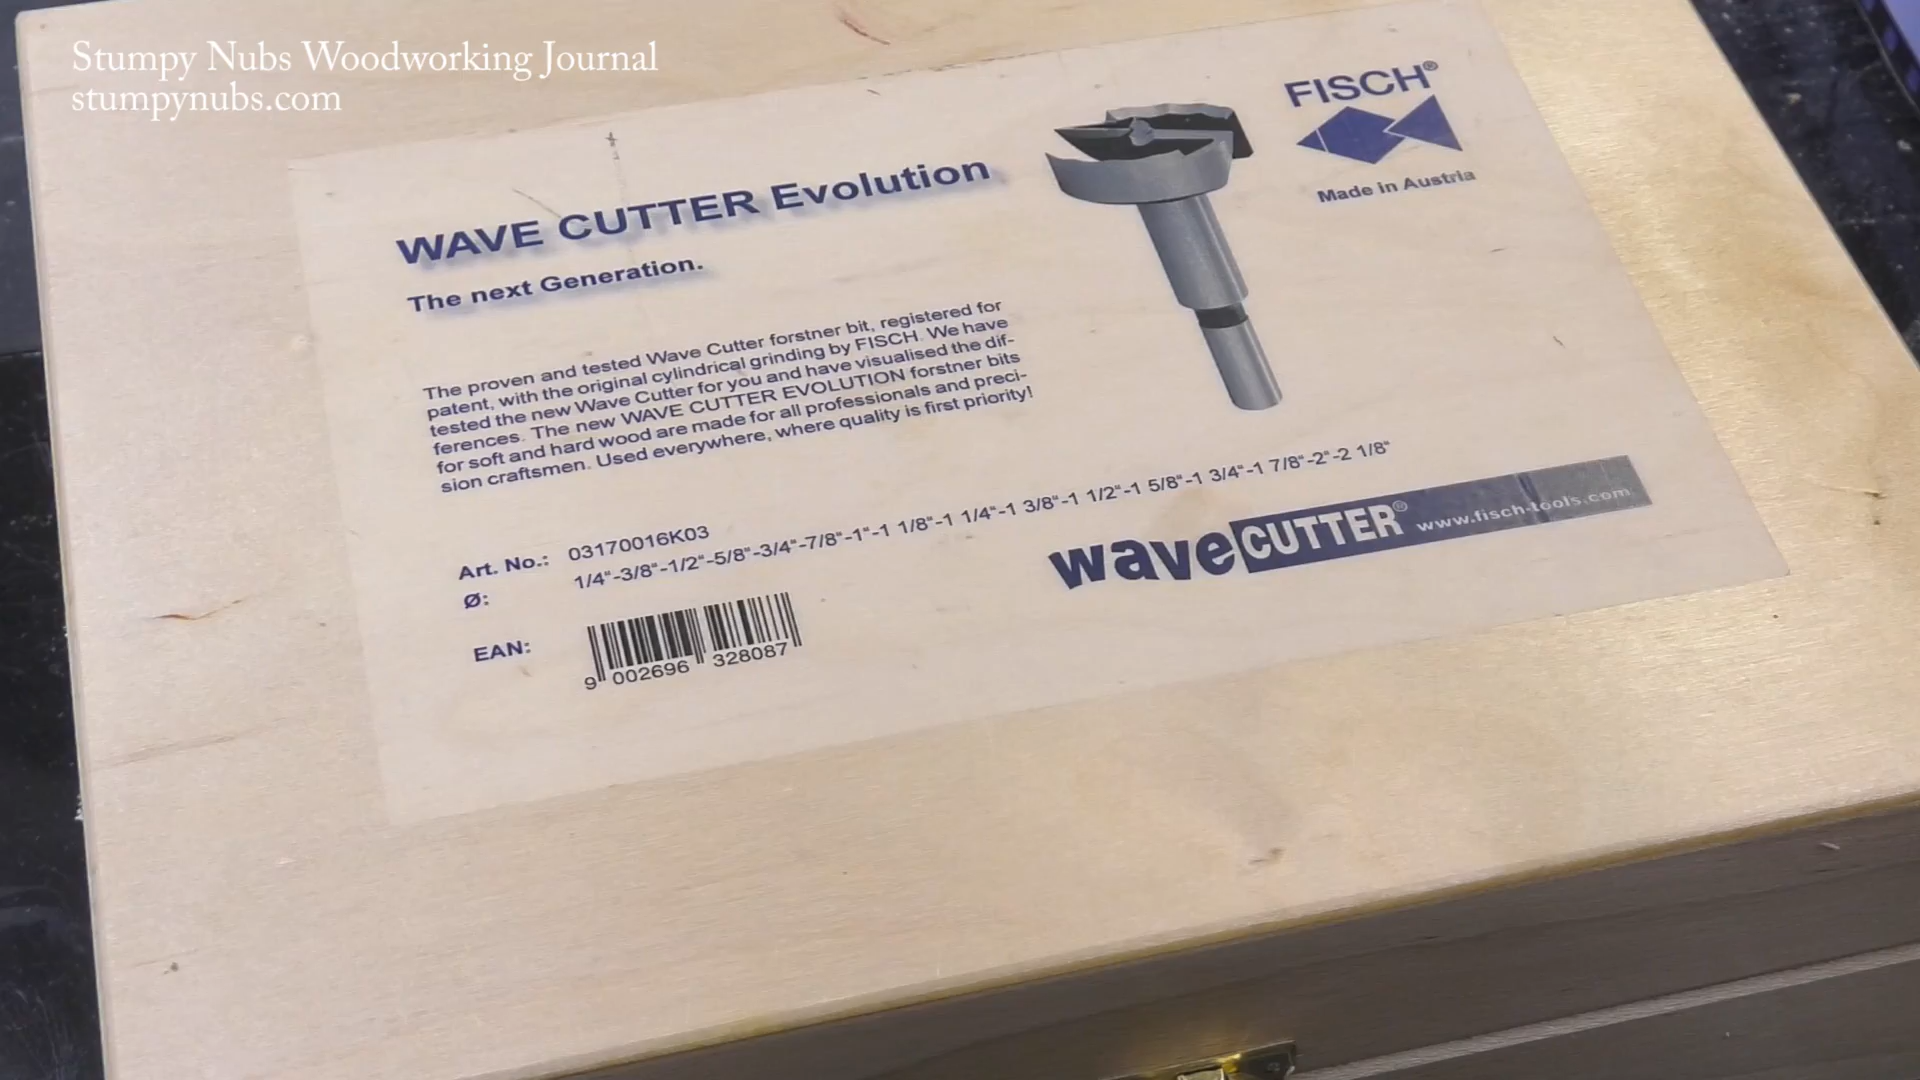 Stumpy Nubs Woodworking Journal
stumpynubs.com
FISCH®
Made in Austria
WAVE CUTTER Evolution
The next Generation.
The proven and tested Wave Cutter forstner bit, registered for
patent, with the original cylindrical grinding by FISCH. We have
tested the new Wave Cutter for you and have visualised the dif-
ferences. The new WAVE CUTTER EVOLUTION forstner bits
for soft and hard wood are made for all professionals and preci-
sion craftsmen. Used everywhere, where quality is first priority!
Art. No.: 03170016K03
Ø: 1/4"-3/8"-1/2"-5/8"-3/4"-7/8"-1"-1 1/8"-1 1/4"-1 3/8"-1 1/2"-1 5/8"-1 3/4"-1 7/8"-2"-2 1/8"
EAN:
9 002696 328087
wave CUTTER® www.fisch-tools.com